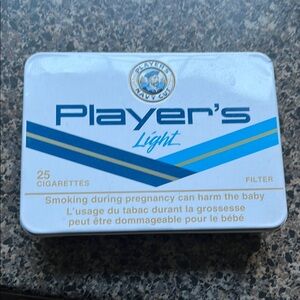 PLAYER'S
NAVY CUT
Player's
Light
25
CIGARETTES
FILTER
Smoking during pregnancy can harm the baby
L'usage du tabac durant la grossesse
peut être dommageable pour le bébé